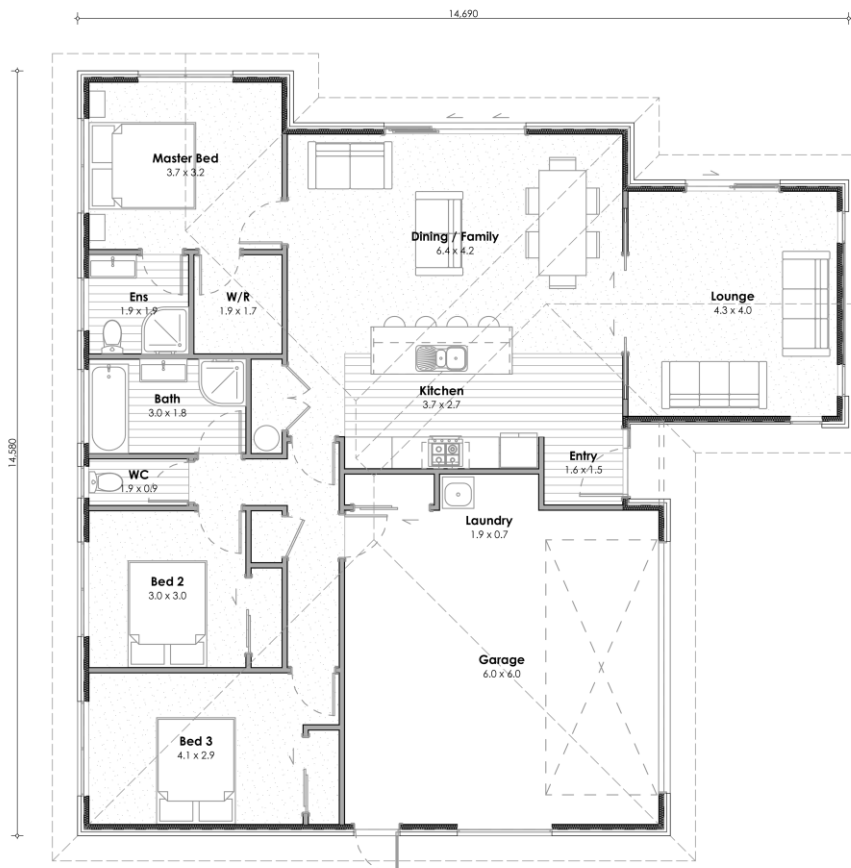 14,690
14,580
Master Bed
3.7 x 3.2
Dining / Family
6.4 x 4.2
Ens
1.9 x 1.9
W/R
1.9 x 1.7
Lounge
4.3 x 4.0
Kitchen
3.7 x 2.7
Bath
3.0 x 1.8
Entry
1.6 x 1.5
WC
1.9 x 0.9
Laundry
1.9 x 0.7
Bed 2
3.0 x 3.0
Garage
6.0 x 6.0
Bed 3
4.1 x 2.9